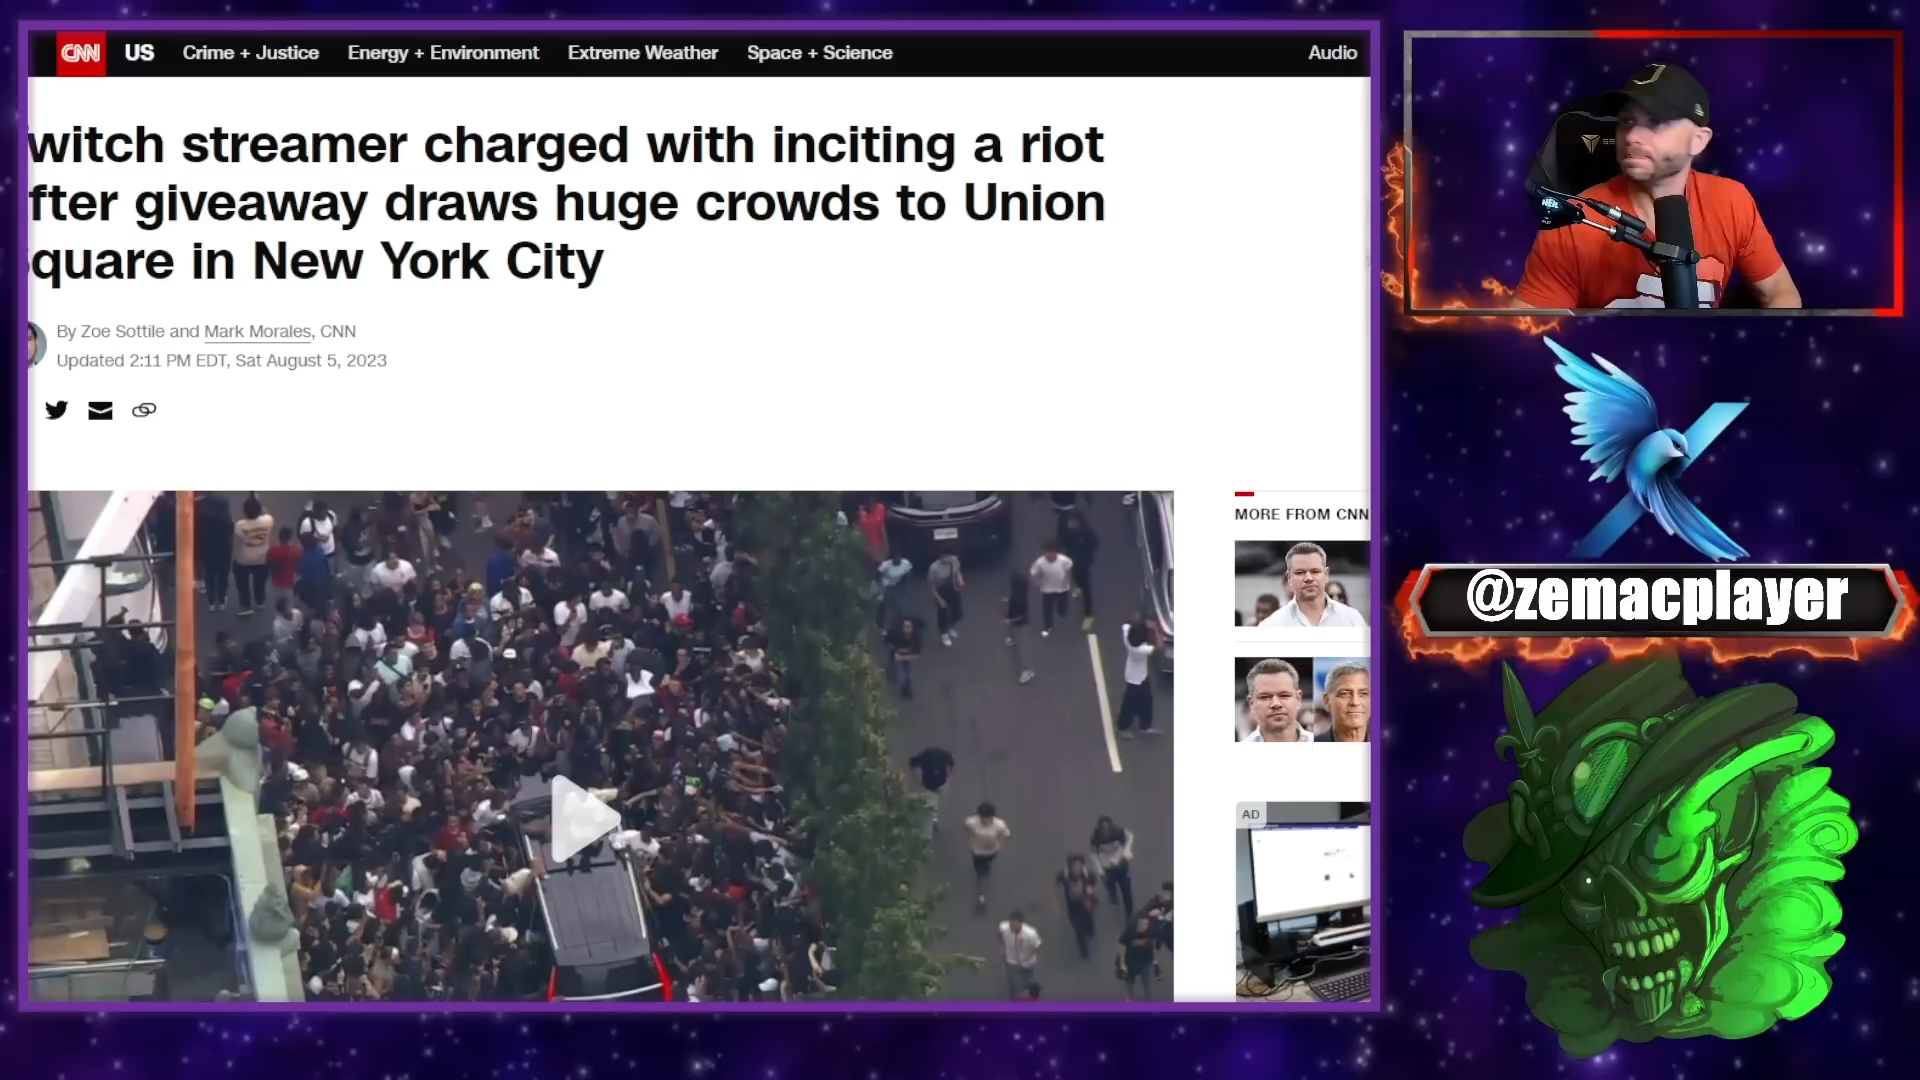 CNN US Crime + Justice Energy + Environment Extreme Weather Space + Science Audio
witch streamer charged with inciting a riot
fter giveaway draws huge crowds to Union
quare in New York City
By Zoe Sottile and Mark Morales, CNN
Updated 2:11 PM EDT, Sat August 5, 2023
MORE FROM CNN
AD
@zemacplayer